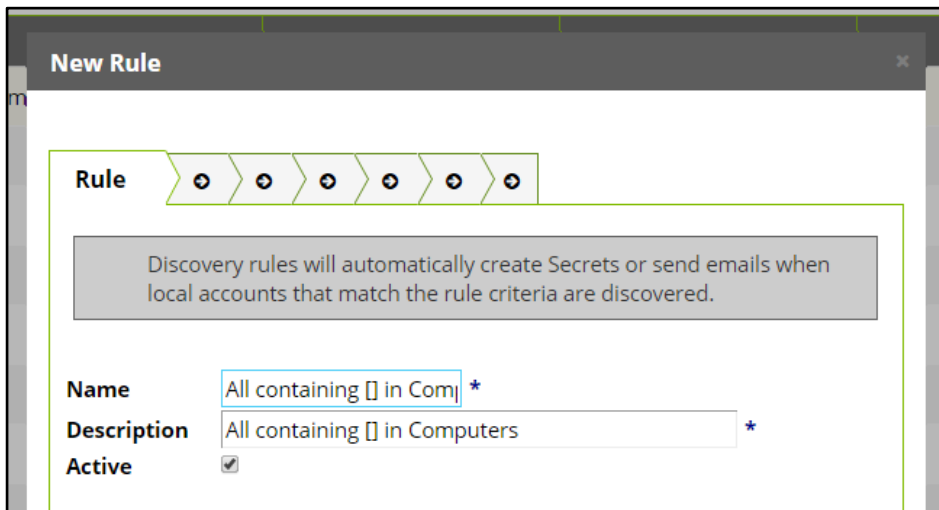 New Rule
m
Rule
Discovery rules will automatically create Secrets or send emails when
local accounts that match the rule criteria are discovered.
Name All containing [] in Comp *
Description All containing [] in Computers *
Active